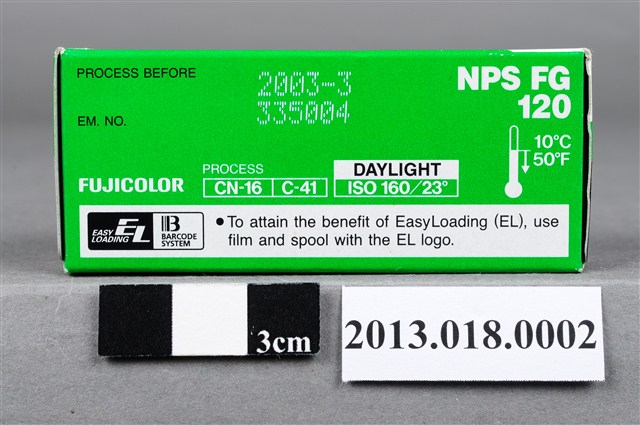 PROCESS BEFORE 2003-3 NPS FG
EM. NO. 335004 120
10°C
50°F
PROCESS DAYLIGHT
FUJICOLOR CN-16 C-41 ISO 160/23°
EASY LOADING EL B BARCODE SYSTEM
• To attain the benefit of EasyLoading (EL), use
film and spool with the EL logo.
3cm
2013.018.0002